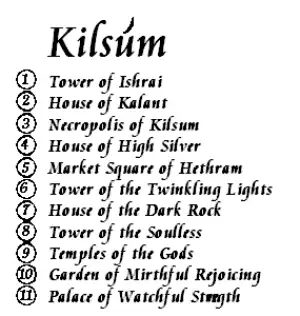 Kilsúm
1 Tower of Ishrai
2 House of Kalant
3 Necropolis of Kilsum
4 House of High Silver
5 Market Square of Hethram
6 Tower of the Twinkling Lights
7 House of the Dark Rock
8 Tower of the Soulless
9 Temples of the Gods
10 Garden of Mirthful Rejoicing
11 Palace of Watchful